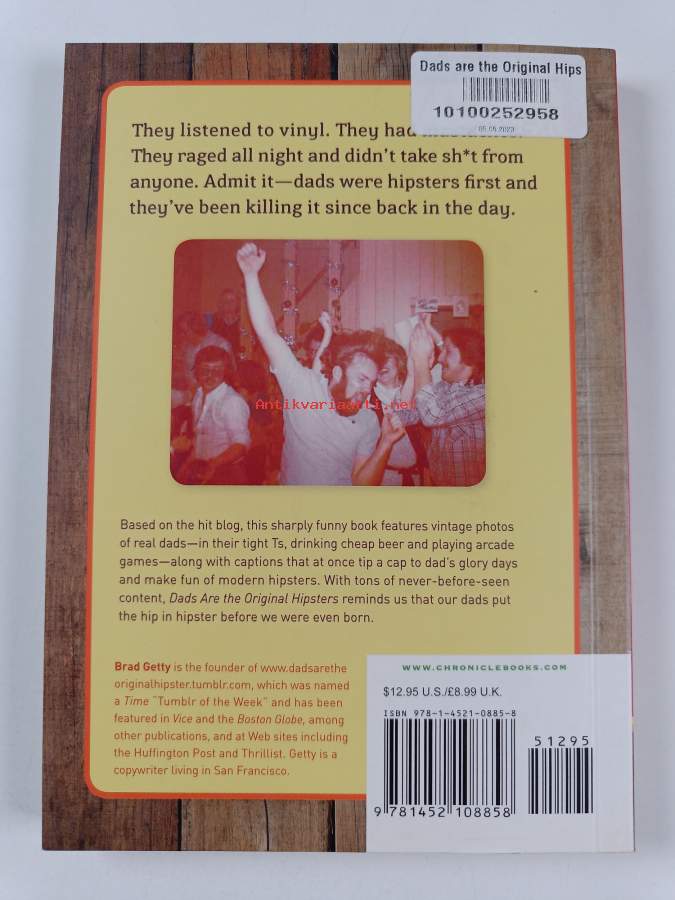 Dads are the Original Hips
10100252958
05.05.2023
They listened to vinyl. They had
They raged all night and didn't take sh*t from
anyone. Admit it—dads were hipsters first and
they've been killing it since back in the day.
Antikvariaatti.net
Based on the hit blog, this sharply funny book features vintage photos
of real dads—in their tight Ts, drinking cheap beer and playing arcade
games—along with captions that at once tip a cap to dad's glory days
and make fun of modern hipsters. With tons of never-before-seen
content, Dads Are the Original Hipsters reminds us that our dads put
the hip in hipster before we were even born.
Brad Getty is the founder of www.dadsarethe
originalhipster.tumblr.com, which was named
a Time "Tumblr of the Week" and has been
featured in Vice and the Boston Globe, among
other publications, and at Web sites including
the Huffington Post and Thrillist. Getty is a
copywriter living in San Francisco.
WWW.CHRONICLEBOOKS.COM
$12.95 U.S./£8.99 U.K.
ISBN 978-1-4521-0885-8
51295
9 781452 108858